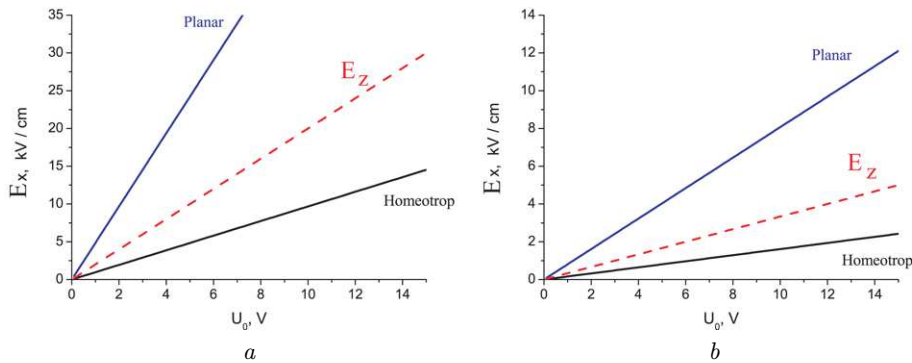 35
30
25
20
15
10
5
0
Ex, kV / cm
Planar
E_z
Homeotrop
0 2 4 6 8 10 12 14
U_0, V
a
14
12
10
8
6
4
2
0
Ex, kV / cm
Planar
E_z
Homeotrop
0 2 4 6 8 10 12 14
U_0, V
b